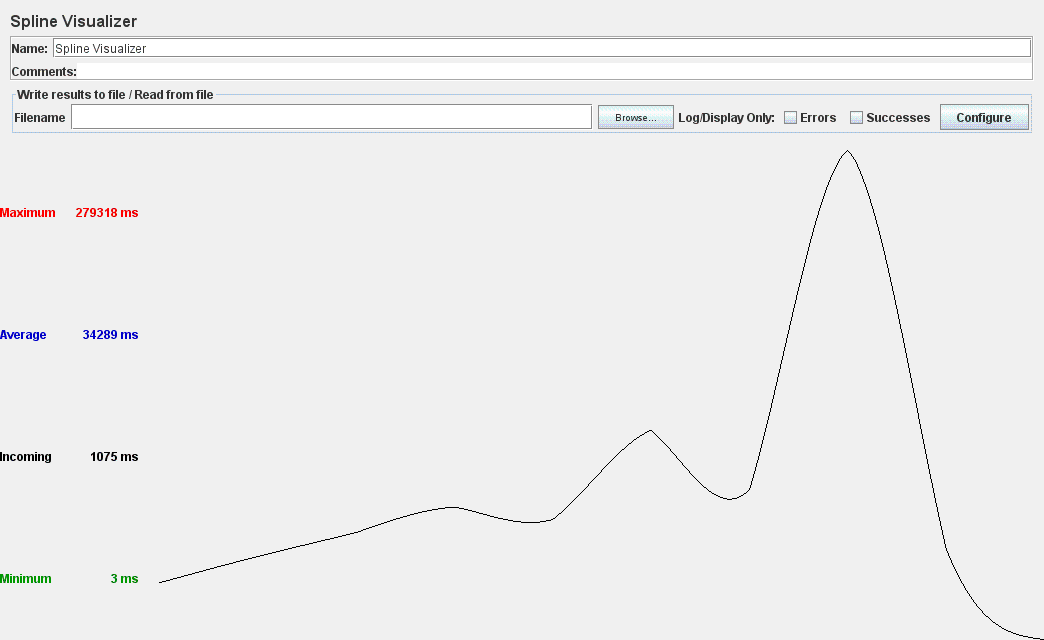 Spline Visualizer
Name: Spline Visualizer
Comments:
Write results to file / Read from file
Filename Browse... Log/Display Only: Errors Successes Configure
Maximum 279318 ms
Average 34289 ms
Incoming 1075 ms
Minimum 3 ms